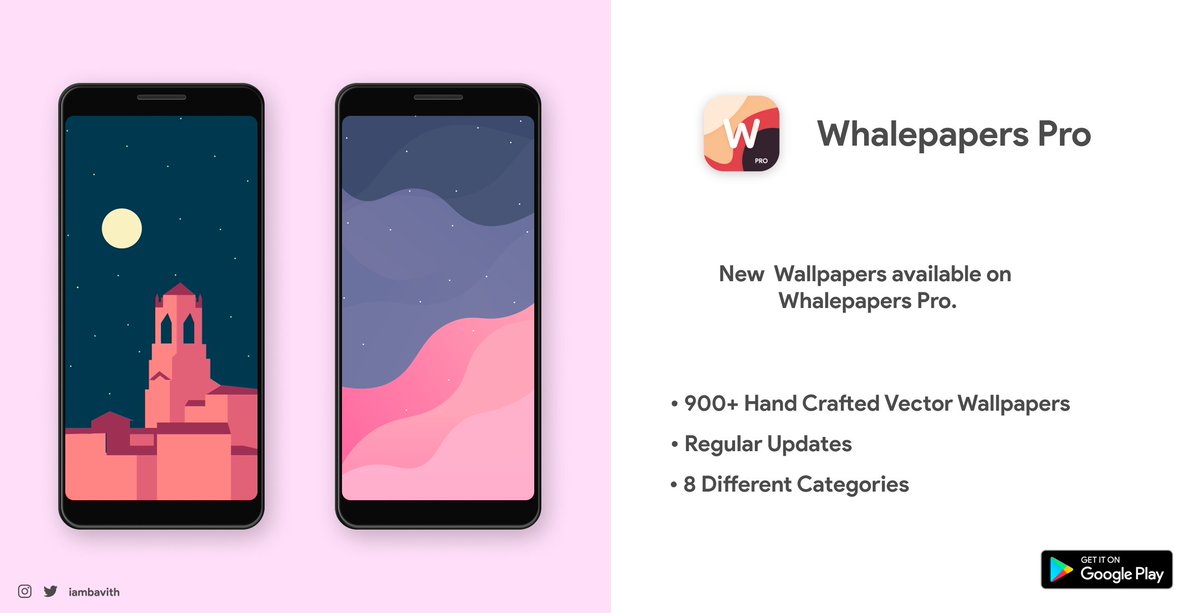 W
PRO
Whalepapers Pro
New Wallpapers available on
Whalepapers Pro.
• 900+ Hand Crafted Vector Wallpapers
• Regular Updates
• 8 Different Categories
iambavith
GET IT ON
Google Play